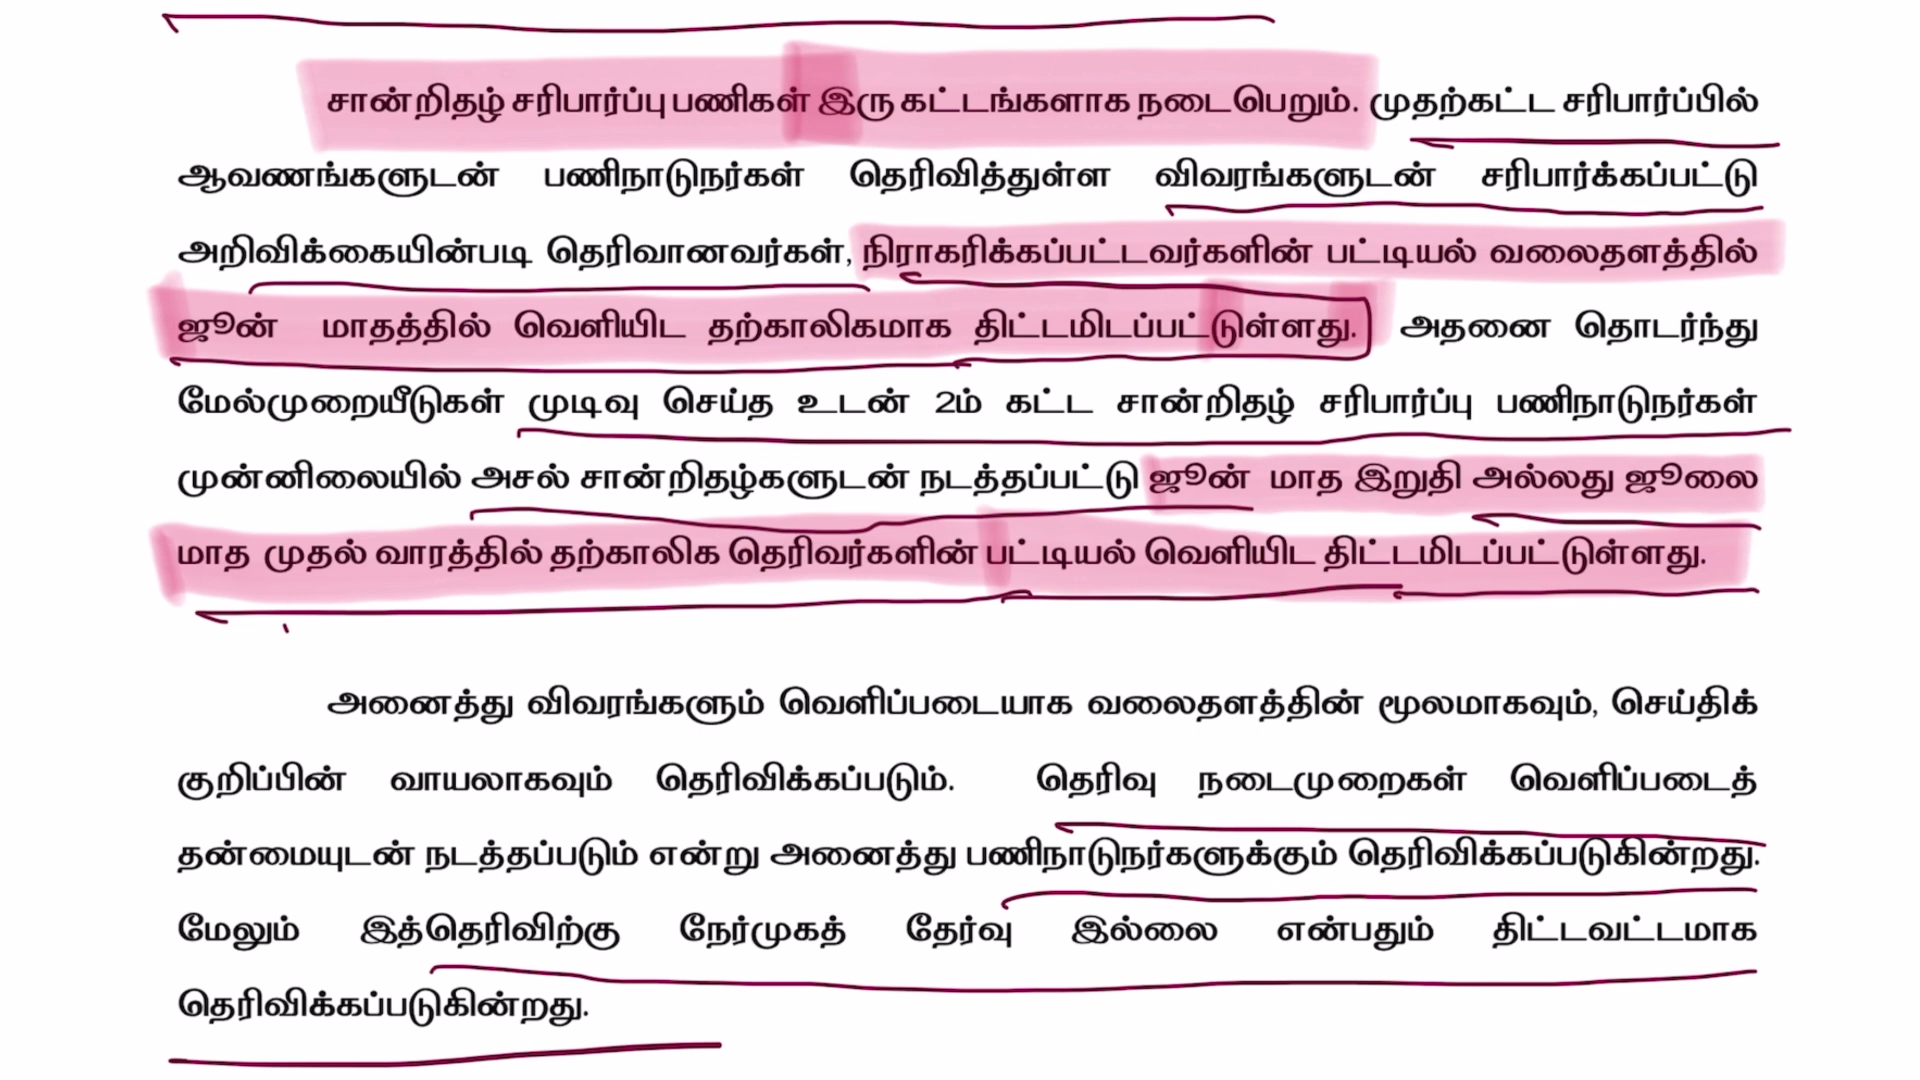 சான்றிதழ் சரிபார்ப்பு பணிகள் இரு கட்டங்களாக நடைபெறும். முதற்கட்ட சரிபார்ப்பில்
ஆவணங்களுடன் பணிநாடுநர்கள் தெரிவித்துள்ள விவரங்களுடன் சரிபார்க்கப்பட்டு
அறிவிக்கையின்படி தெரிவானவர்கள், நிராகரிக்கப்பட்டவர்களின் பட்டியல் வலைதளத்தில்
ஜூன் மாதத்தில் வெளியிட தற்காலிகமாக திட்டமிடப்பட்டுள்ளது. அதனை தொடர்ந்து
மேல்முறையீடுகள் முடிவு செய்த உடன் 2ம் கட்ட சான்றிதழ் சரிபார்ப்பு பணிநாடுநர்கள்
முன்னிலையில் அசல் சான்றிதழ்களுடன் நடத்தப்பட்டு ஜூன் மாத இறுதி அல்லது ஜூலை
மாத முதல் வாரத்தில் தற்காலிக தெரிவர்களின் பட்டியல் வெளியிட திட்டமிடப்பட்டுள்ளது.
அனைத்து விவரங்களும் வெளிப்படையாக வலைதளத்தின் மூலமாகவும், செய்திக்
குறிப்பின் வாயலாகவும் தெரிவிக்கப்படும். தெரிவு நடைமுறைகள் வெளிப்படைத்
தன்மையுடன் நடத்தப்படும் என்று அனைத்து பணிநாடுநர்களுக்கும் தெரிவிக்கப்படுகின்றது.
மேலும் இத்தெரிவிற்கு நேர்முகத் தேர்வு இல்லை என்பதும் திட்டவட்டமாக
தெரிவிக்கப்படுகின்றது.